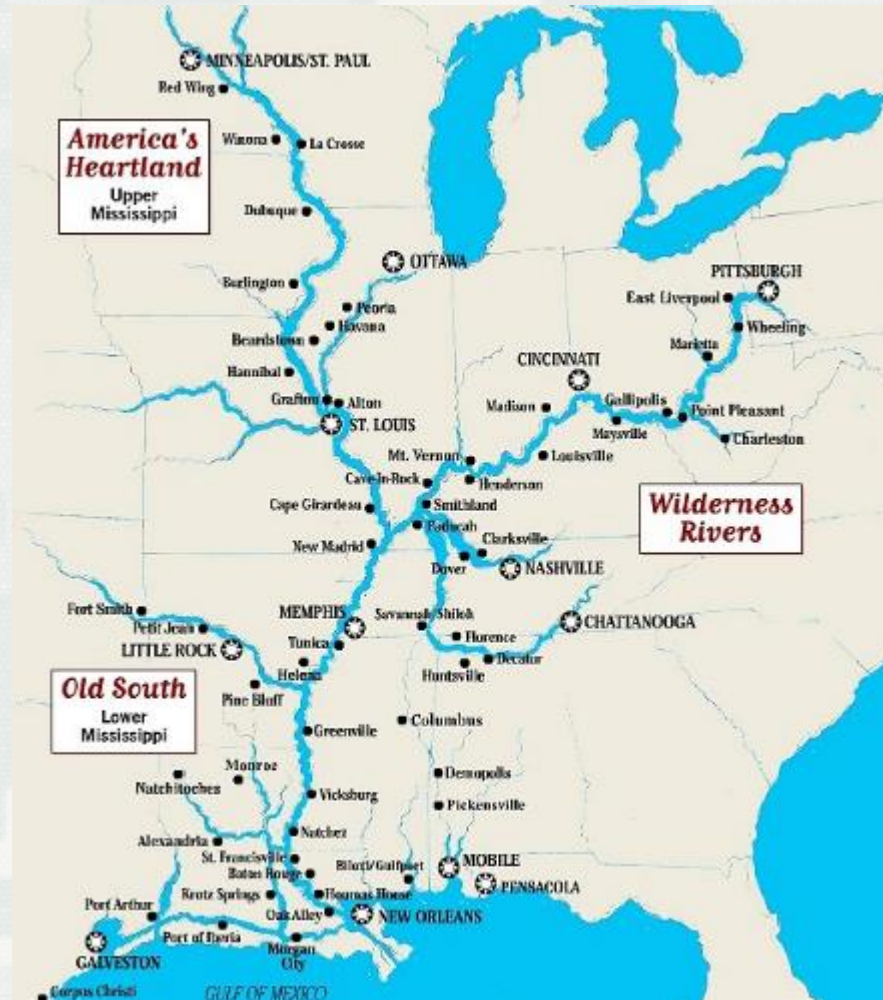 MINNEAPOLIS/ST. PAUL
Red Wing
America's
Heartland
Upper
Mississippi
Winona
La Crosse
Dubuque
OTTAWA
Burlington
PITTSBURGH
East Liverpool
Peoria
Havana
Wheeling
Beardstown
Marietta
CINCINNATI
Hannibal
Grafton
Alton
Madison
Gallipolis
Point Pleasant
ST. LOUIS
Maysville
Charleston
Mt. Vernon
Louisville
Cave-In-Rock
Henderson
Wilderness
Rivers
Cape Girardeau
Smithland
Paducah
New Madrid
Clarksville
Dover
NASHVILLE
Fort Smith
MEMPHIS
Savannah/Shiloh
CHATTANOOGA
Petit Jean
Tunica
Florence
LITTLE ROCK
Helena
Decatur
Huntsville
Old South
Lower
Mississippi
Pine Bluff
Columbus
Greenville
Monroe
Demopolis
Natchitoches
Vicksburg
Pickensville
Natchez
Alexandria
St. Francisville
Biloxi/Gulfport
MOBILE
Baton Rouge
PENSACOLA
Krotz Springs
Houmas House
Port Arthur
Oak Alley
NEW ORLEANS
Port of Iberia
Morgan
City
GALVESTON
Corpus Christi
GULF OF MEXICO